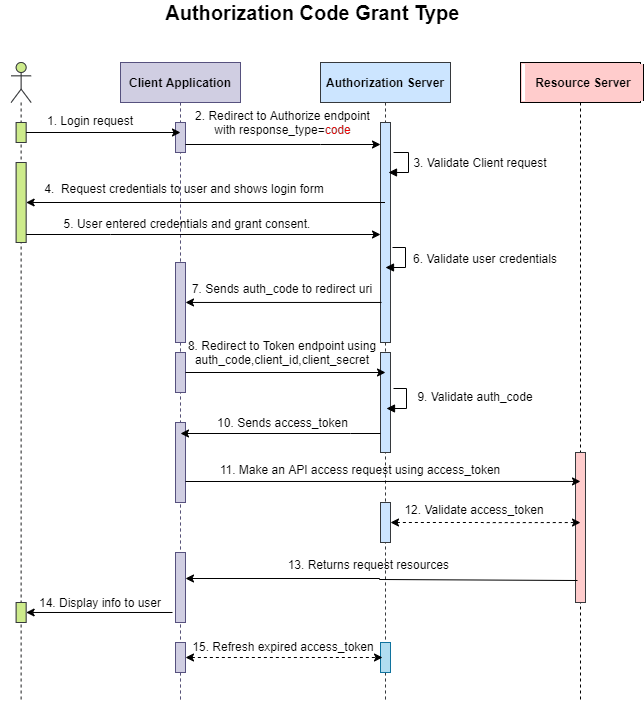 Authorization Code Grant Type
Client Application
Authorization Server
Resource Server
1. Login request
2. Redirect to Authorize endpoint
with response_type=code
3. Validate Client request
4.  Request credentials to user and shows login form
5. User entered credentials and grant consent.
6. Validate user credentials
7. Sends auth_code to redirect uri
8. Redirect to Token endpoint using
auth_code,client_id,client_secret
9. Validate auth_code
10. Sends access_token
11. Make an API access request using access_token
12. Validate access_token
13. Returns request resources
14. Display info to user
15. Refresh expired access_token